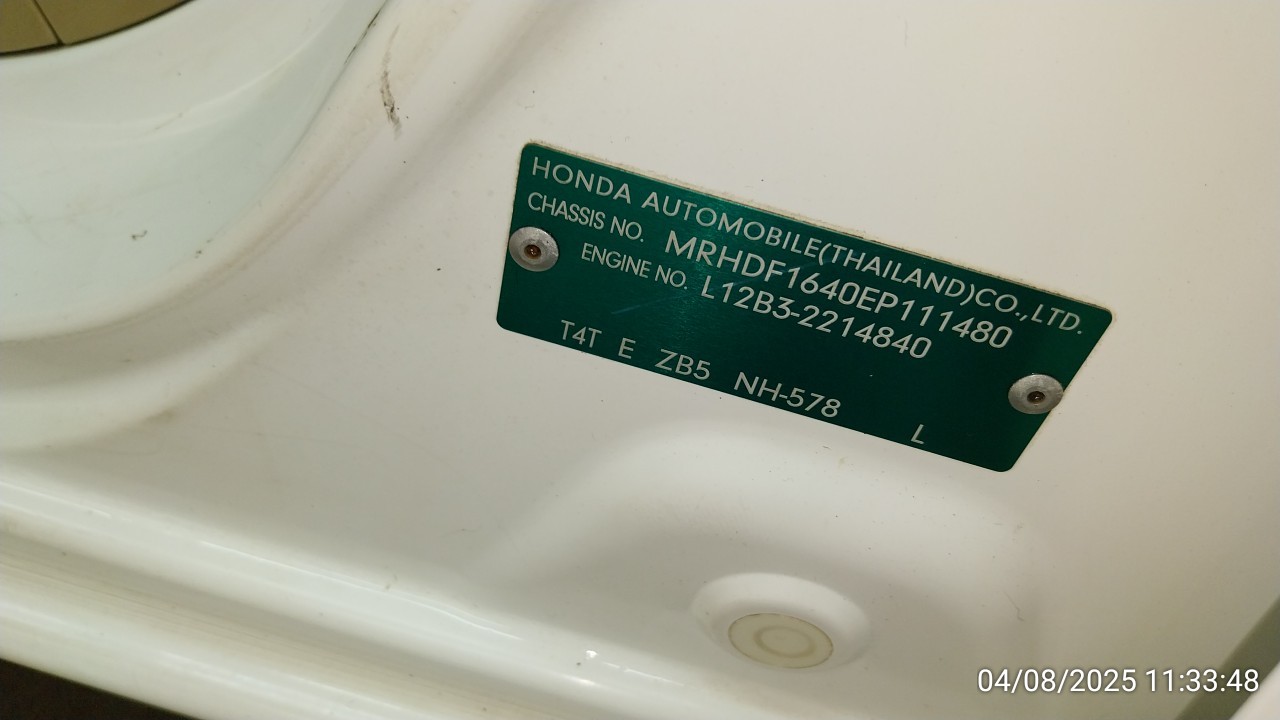 HONDA AUTOMOBILE(THAILAND)CO.,LTD.
CHASSIS NO. MRHDF1640EP111480
ENGINE NO. L12B3-2214840
T4T E ZB5 NH-578 L
04/08/2025 11:33:48